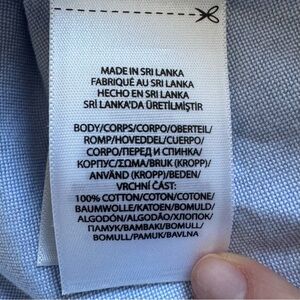 MADE IN SRI LANKA
FABRIQUÉ AU SRI LANKA
HECHO EN SRI LANKA
SRİ LANKA'DA ÜRETİLMİŞTİR
BODY/CORPS/CORPO/OBERTEIL/
ROMP/HOVEDDEL/CUERPO/
CORPO/ПЕРЕД И СПИНКА/
КОРПУС/ΣΩΜΑ/BRUK (KROPP)/
ANVÄND (KROPP)/BEDEN/
VRCHNÍ ČÁST:
100% COTTON/COTON/COTONE/
BAUMWOLLE/KATOEN/BOMULD/
ALGODÓN/ALGODÃO/ХЛОПОК/
ПАМУК/ΒΑΜΒΑΚΙ/BOMULL/
BOMULL/PAMUK/BAVLNA